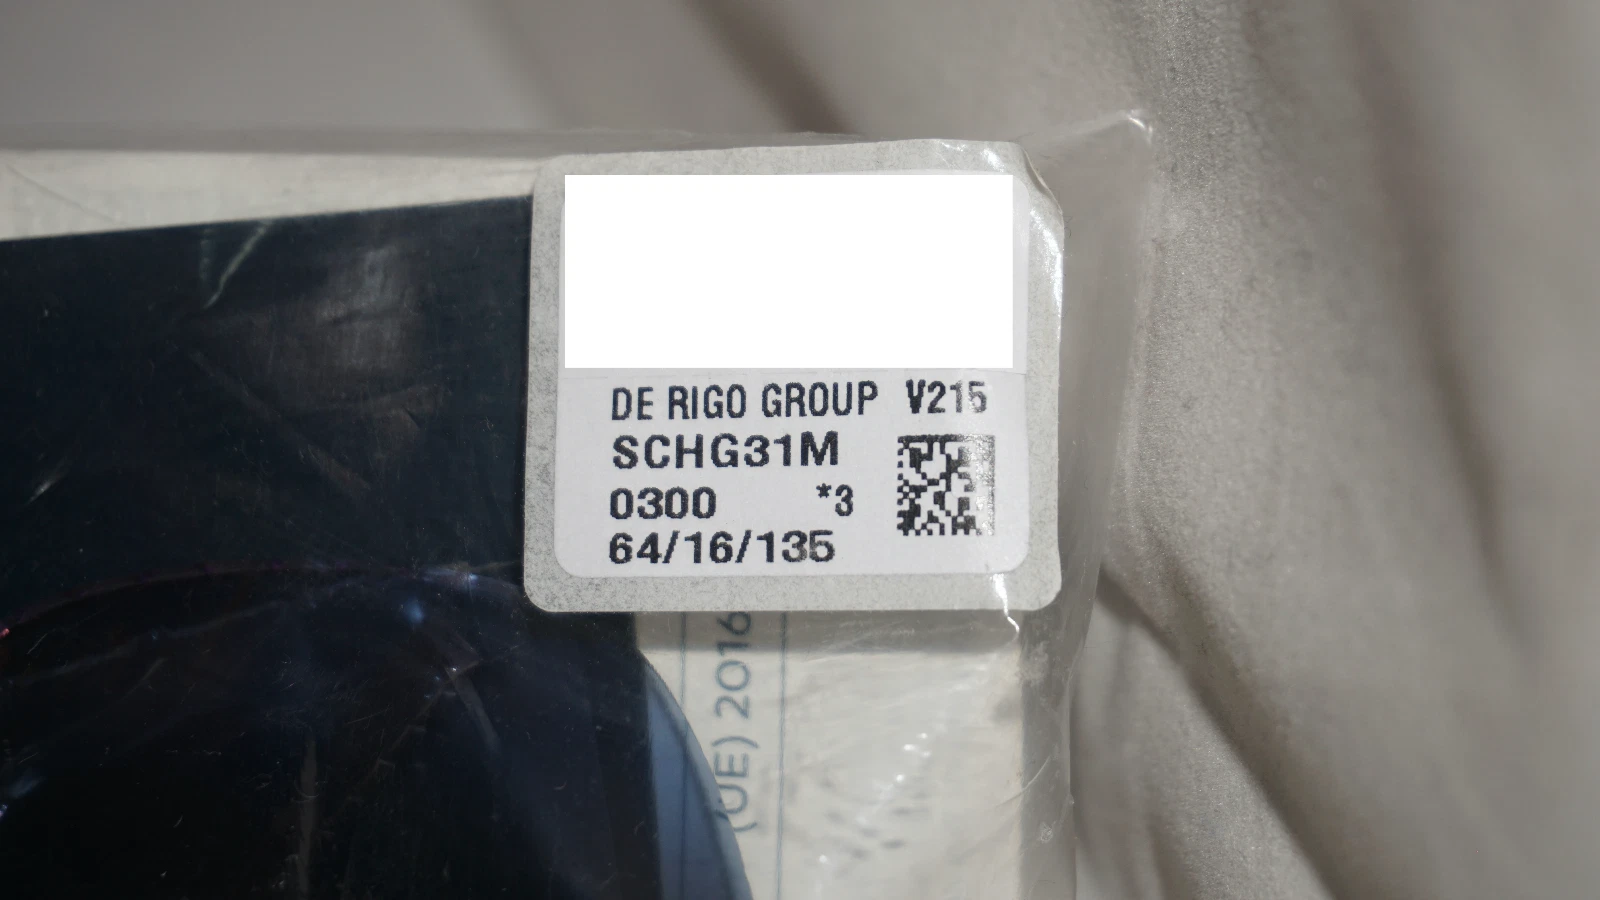 DE RIGO GROUP V215
SCHG31M
0300 *3
64/16/135
(UE) 2016